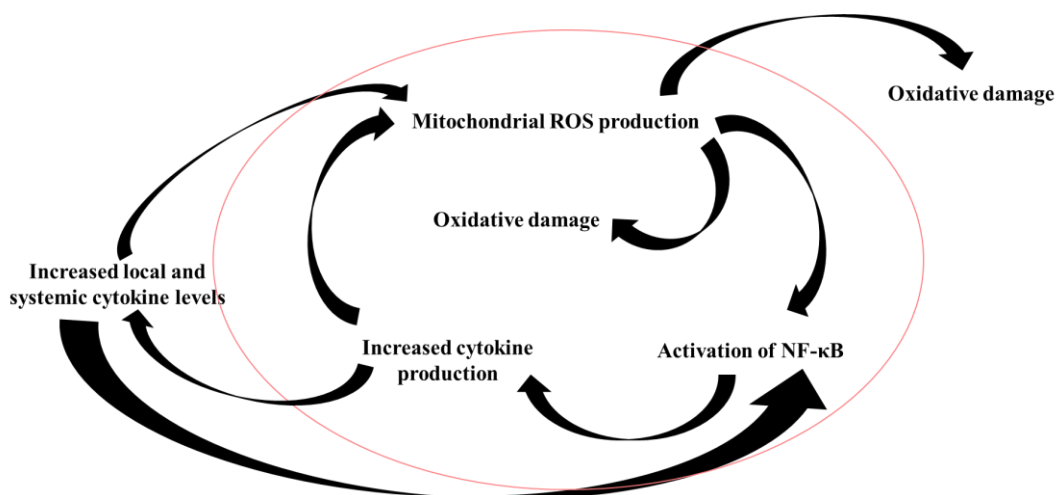 Oxidative damage
Mitochondrial ROS production
Oxidative damage
Increased local and
systemic cytokine levels
Increased cytokine
production
Activation of NF-κB